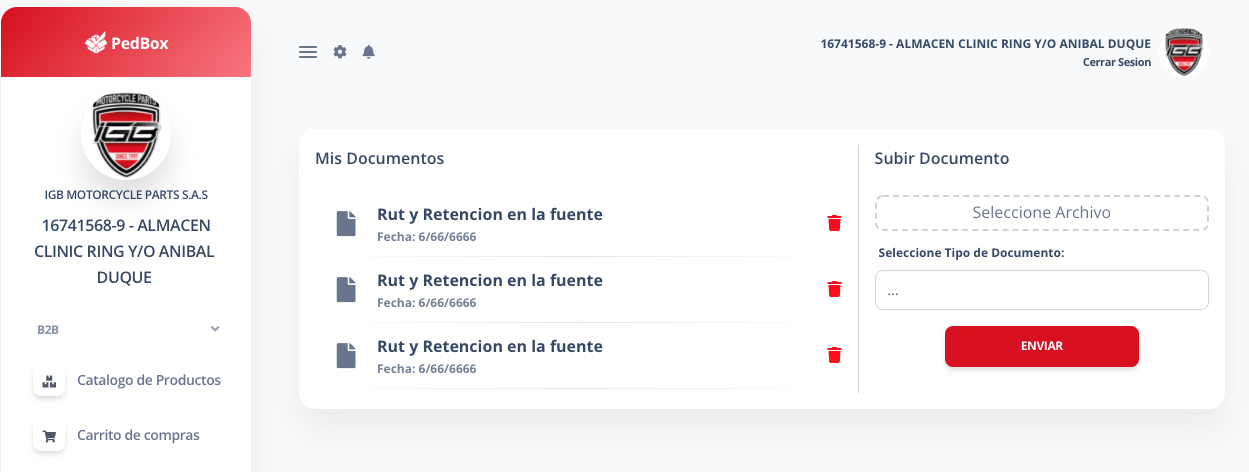 PedBox
16741568-9 - ALMACEN CLINIC RING Y/O ANIBAL DUQUE
Cerrar Sesion
IGB
MOTORCYCLE PARTS
IGB
SINCE 1997
IGB MOTORCYCLE PARTS S.A.S
16741568-9 - ALMACEN
CLINIC RING Y/O ANIBAL
DUQUE
B2B
Catalogo de Productos
Carrito de compras
Mis Documentos
Rut y Retencion en la fuente
Fecha: 6/66/6666
Rut y Retencion en la fuente
Fecha: 6/66/6666
Rut y Retencion en la fuente
Fecha: 6/66/6666
Subir Documento
Seleccione Archivo
Seleccione Tipo de Documento:
...
ENVIAR